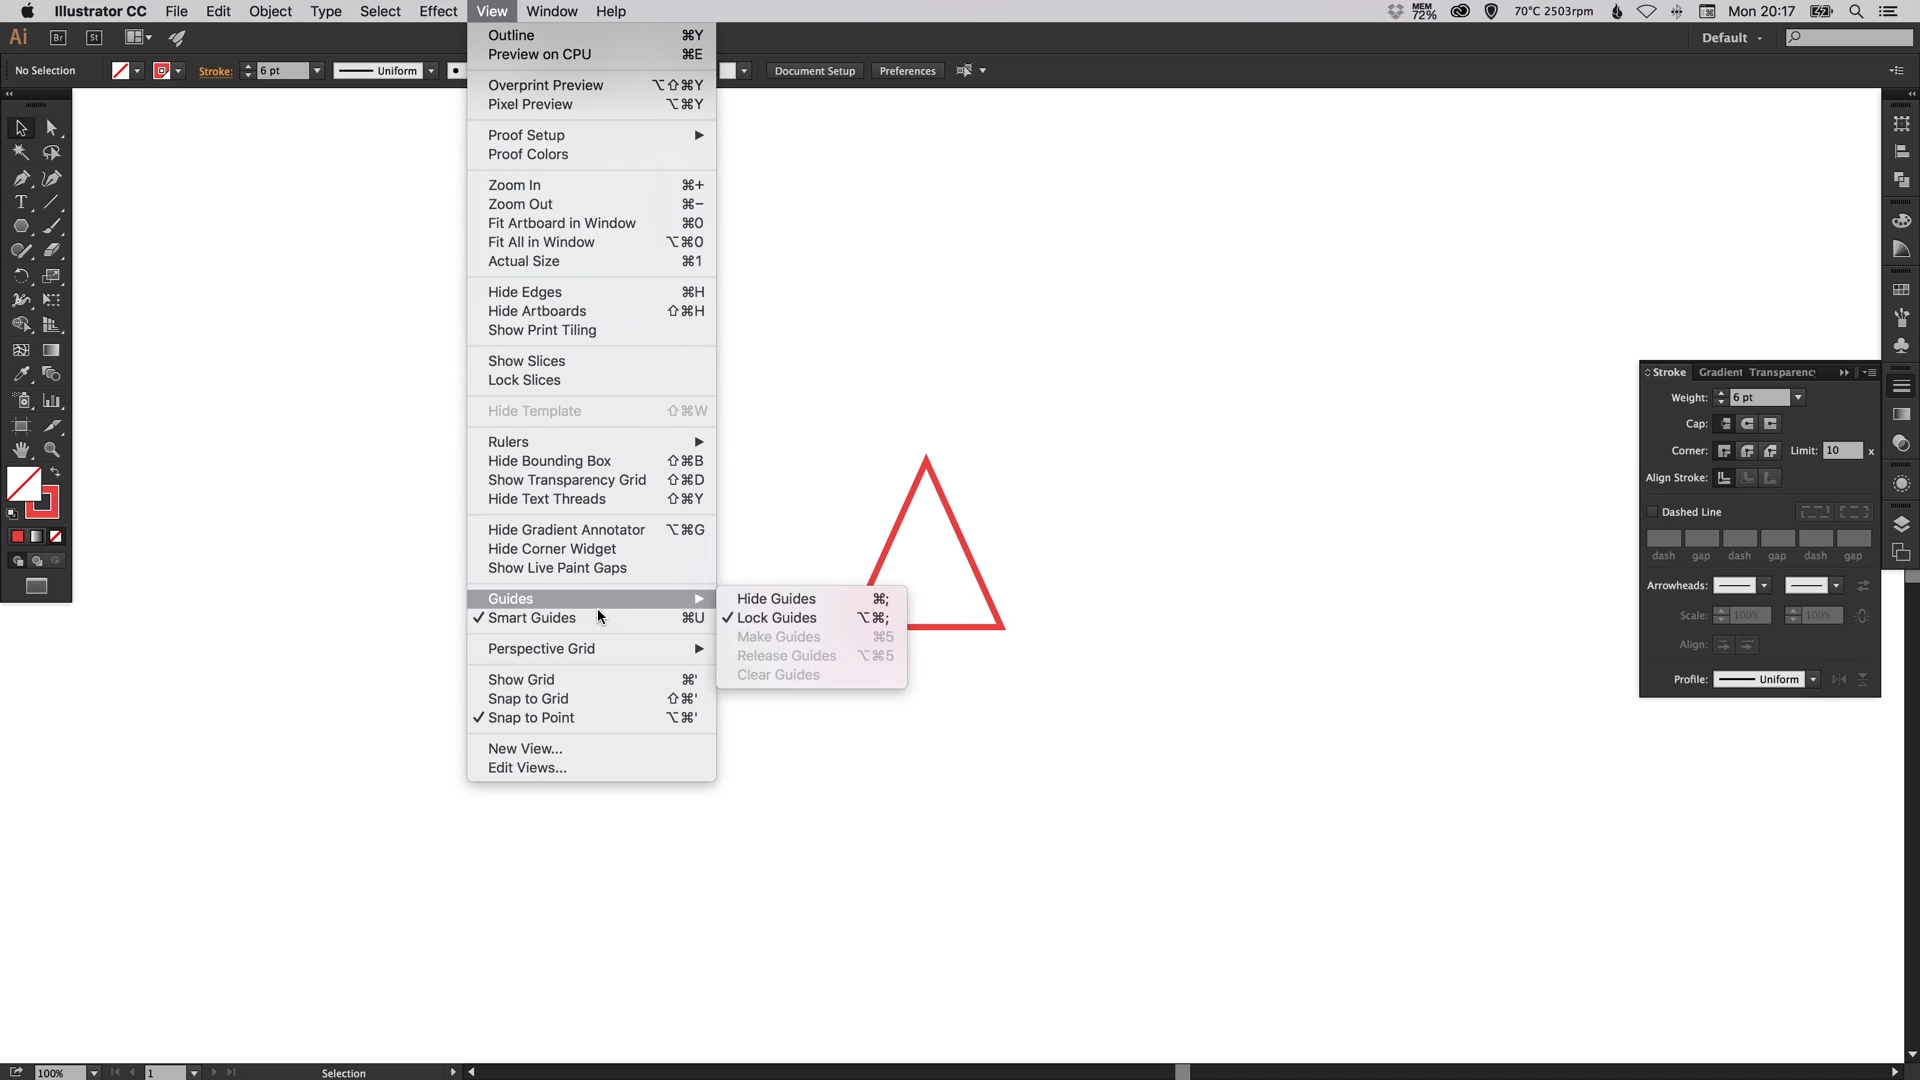 Illustrator CC File Edit Object Type Select Effect View Window Help
MEM 72% 70°C 2503rpm Mon 20:17
Ai Br St Default
No Selection Stroke: 6 pt Uniform Document Setup Preferences
Outline ⌘Y
Preview on CPU ⌘E
Overprint Preview ⌥⇧⌘Y
Pixel Preview ⌥⌘Y
Proof Setup
Proof Colors
Zoom In ⌘+
Zoom Out ⌘−
Fit Artboard in Window ⌘0
Fit All in Window ⌥⌘0
Actual Size ⌘1
Hide Edges ⌘H
Hide Artboards ⇧⌘H
Show Print Tiling
Show Slices
Lock Slices
Hide Template ⇧⌘W
Rulers
Hide Bounding Box ⇧⌘B
Show Transparency Grid ⇧⌘D
Hide Text Threads ⇧⌘Y
Hide Gradient Annotator ⌥⌘G
Hide Corner Widget
Show Live Paint Gaps
Guides
✓ Smart Guides ⌘U
Perspective Grid
Show Grid ⌘'
Snap to Grid ⇧⌘'
✓ Snap to Point ⌥⌘'
New View...
Edit Views...
Hide Guides ⌘;
✓ Lock Guides ⌥⌘;
Make Guides ⌘5
Release Guides ⌥⌘5
Clear Guides
Stroke Gradient Transparency
Weight: 6 pt
Cap:
Corner: Limit: 10 x
Align Stroke:
Dashed Line
dash gap dash gap dash gap
Arrowheads:
Scale: 100% 100%
Align:
Profile: Uniform
100% 1 Selection